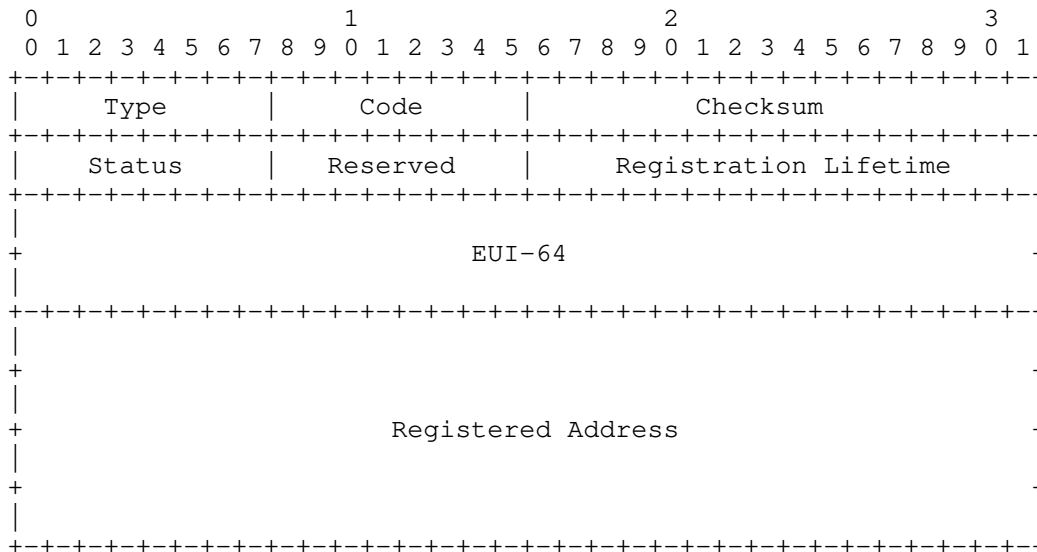 0                   1                   2                   3
0 1 2 3 4 5 6 7 8 9 0 1 2 3 4 5 6 7 8 9 0 1 2 3 4 5 6 7 8 9 0 1
+-+-+-+-+-+-+-+-+-+-+-+-+-+-+-+-+-+-+-+-+-+-+-+-+-+-+-+-+-+-+-+-
|     Type      |     Code      |          Checksum
+-+-+-+-+-+-+-+-+-+-+-+-+-+-+-+-+-+-+-+-+-+-+-+-+-+-+-+-+-+-+-+-
|    Status     |   Reserved    |     Registration Lifetime
+-+-+-+-+-+-+-+-+-+-+-+-+-+-+-+-+-+-+-+-+-+-+-+-+-+-+-+-+-+-+-+-
|
+                            EUI-64                             -
|
+-+-+-+-+-+-+-+-+-+-+-+-+-+-+-+-+-+-+-+-+-+-+-+-+-+-+-+-+-+-+-+-
|
+                                                               -
|
+                       Registered Address                      -
|
+                                                               -
|
+-+-+-+-+-+-+-+-+-+-+-+-+-+-+-+-+-+-+-+-+-+-+-+-+-+-+-+-+-+-+-+-